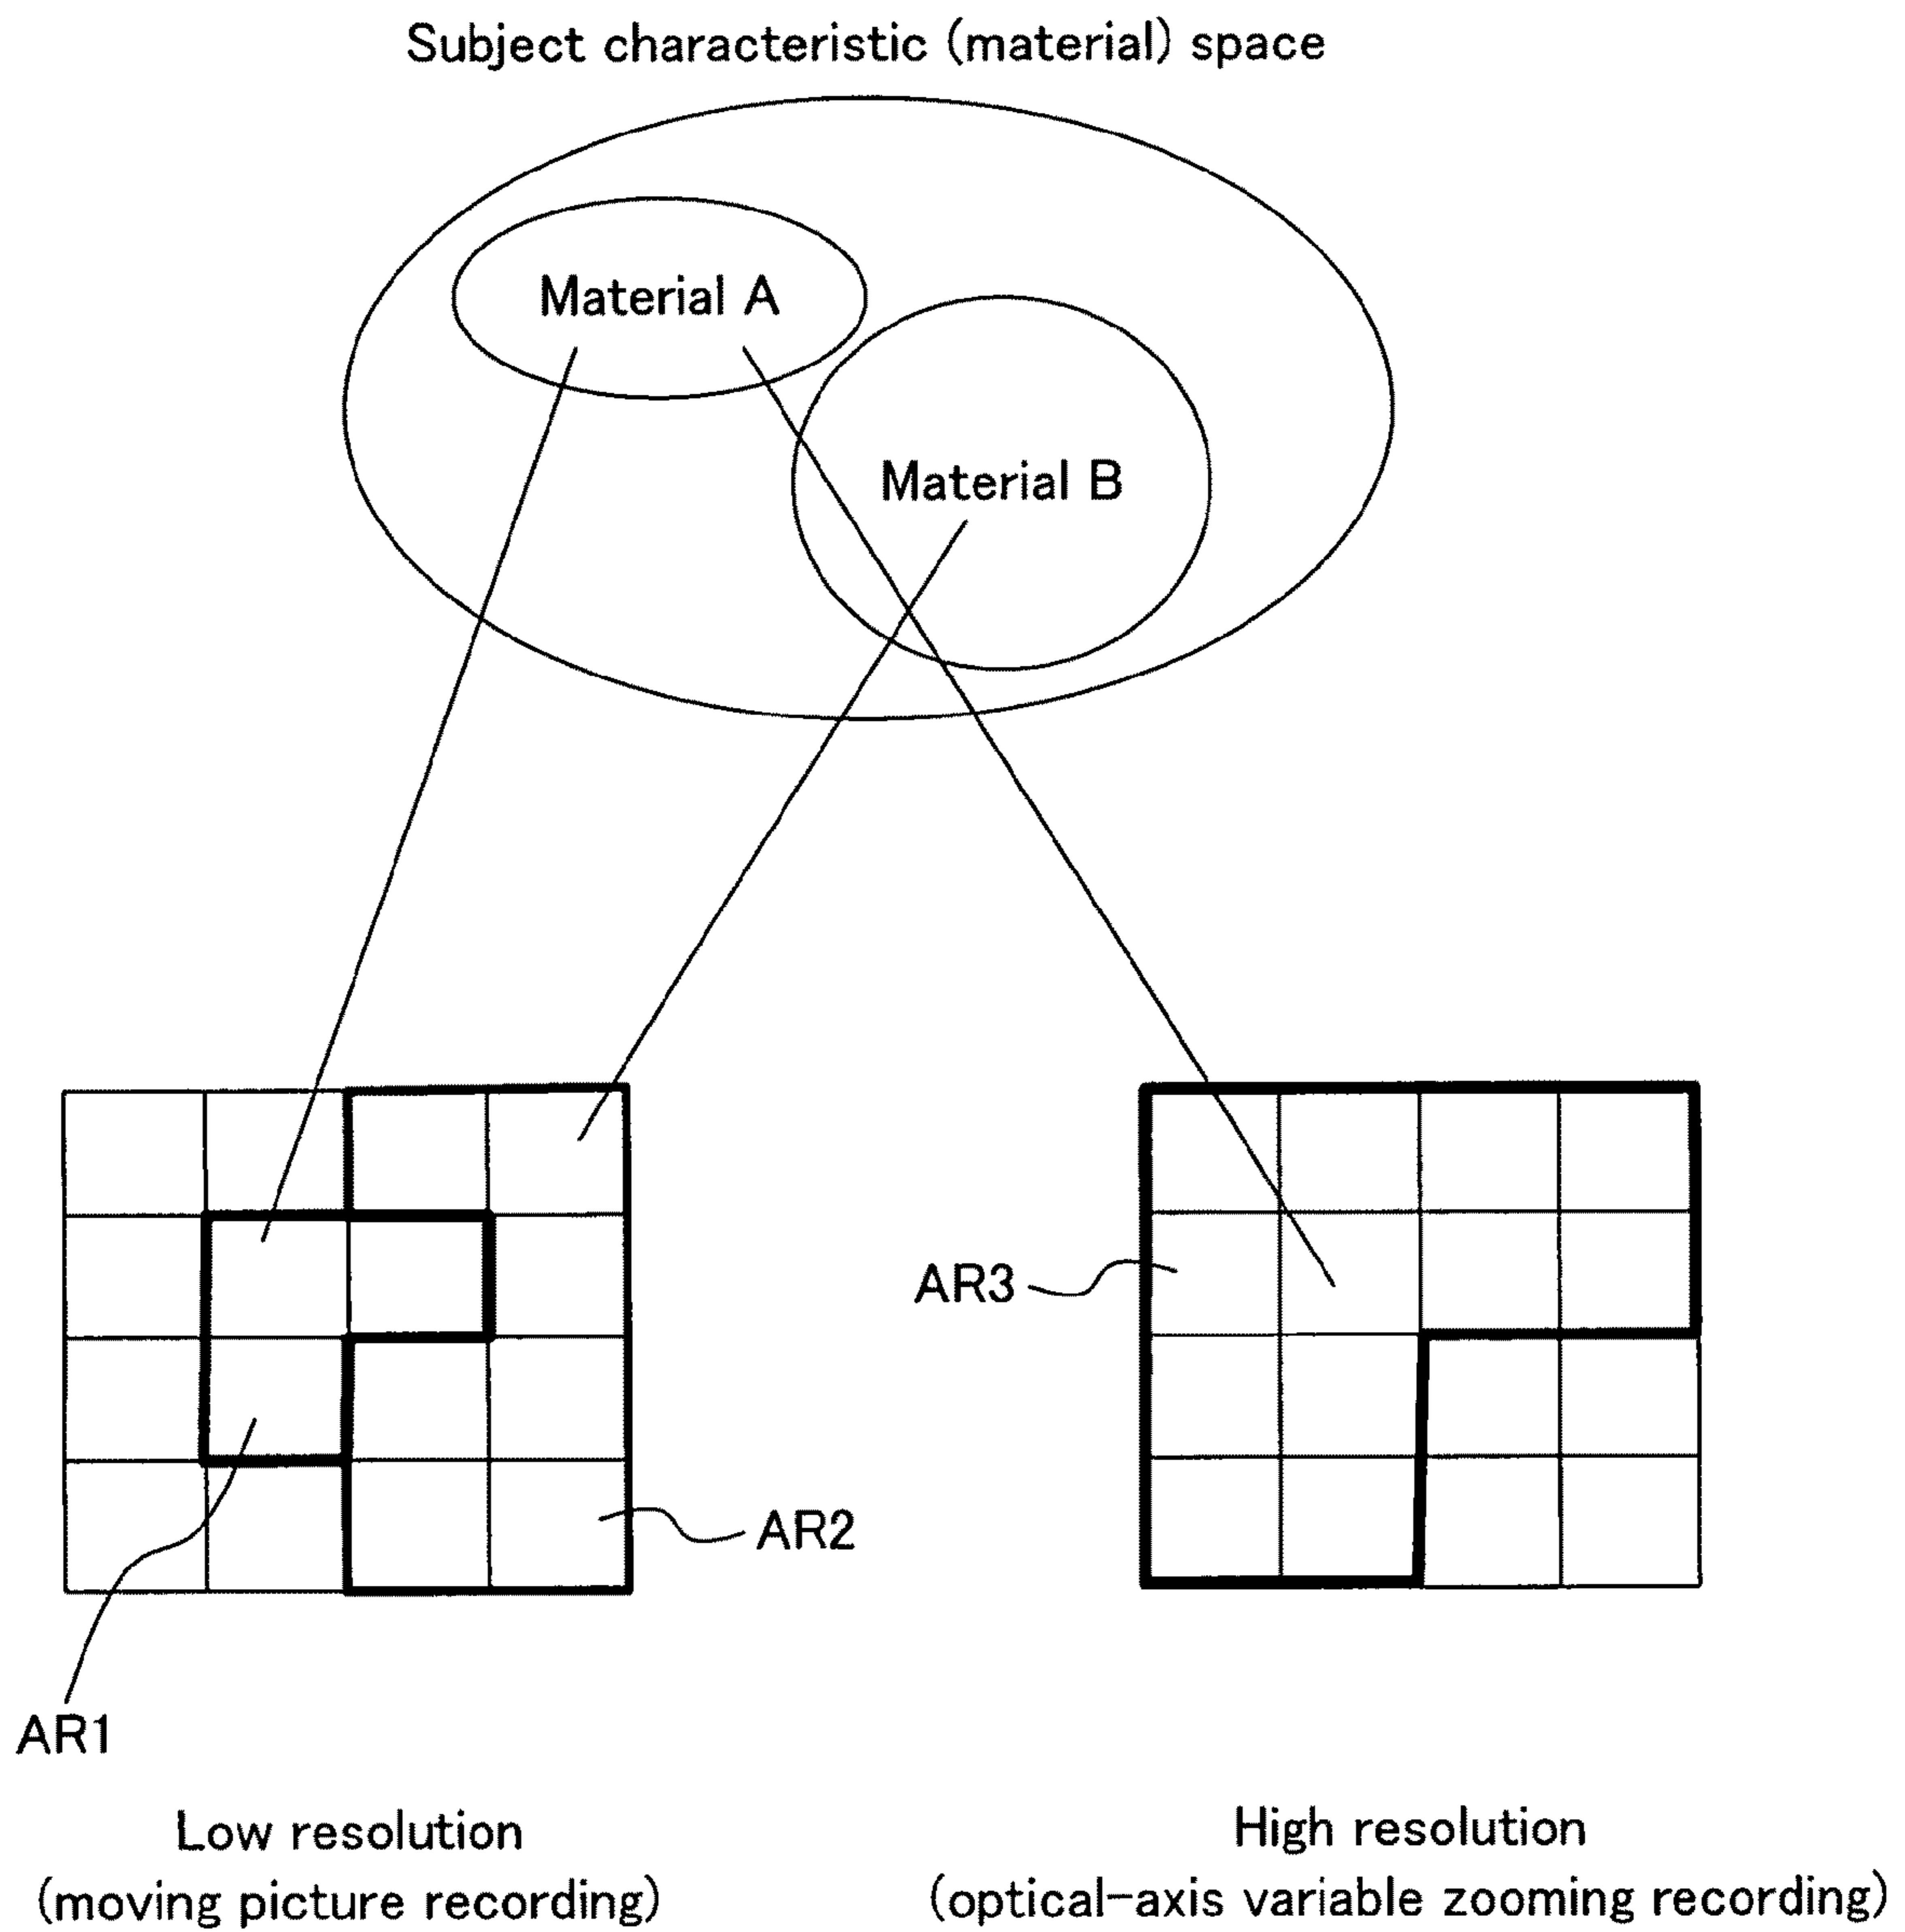 Subject characteristic (material) space
Material A
Material B
AR3
AR2
AR1
Low resolution
(moving picture recording)
High resolution
(optical-axis variable zooming recording)